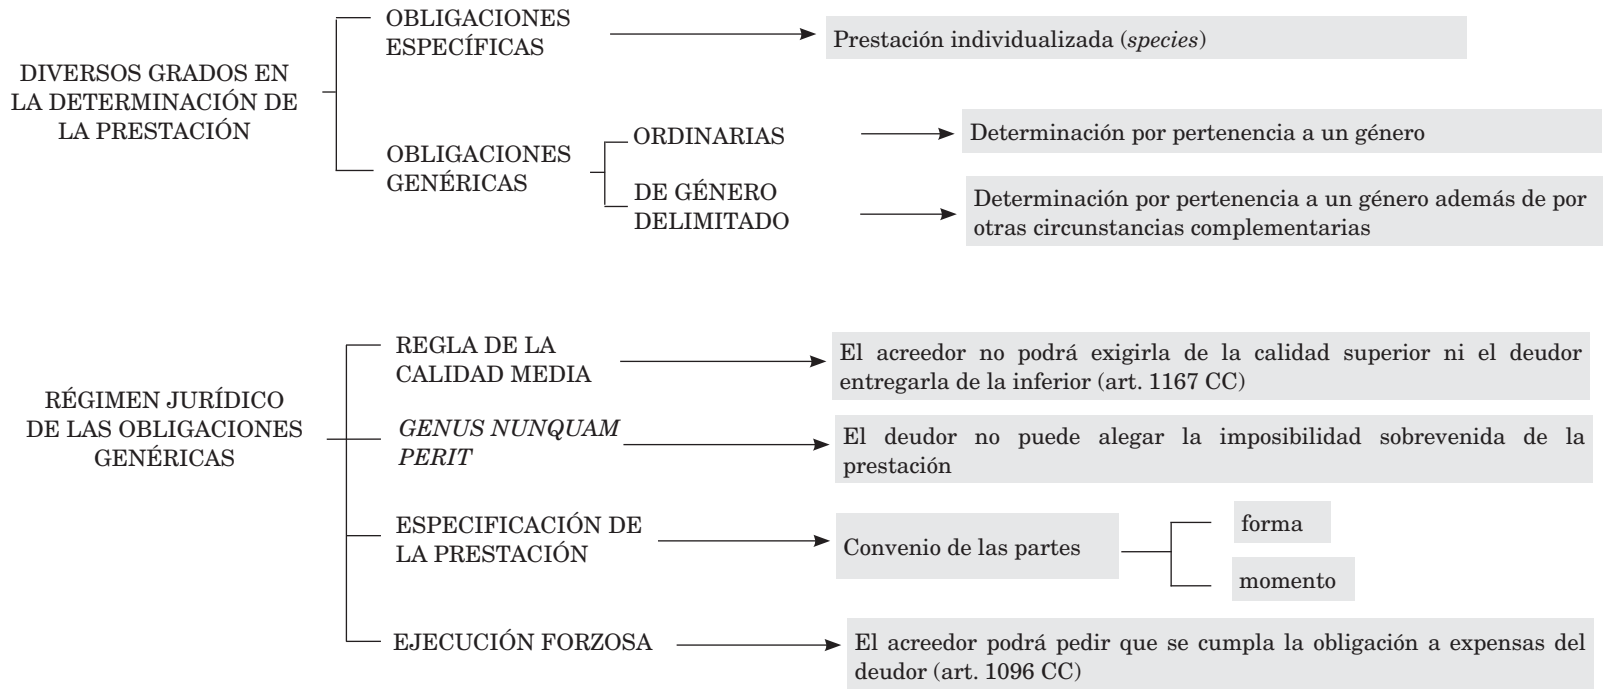 DIVERSOS GRADOS EN
LA DETERMINACIÓN DE
LA PRESTACIÓN
OBLIGACIONES
ESPECÍFICAS
Prestación individualizada (species)
OBLIGACIONES
GENÉRICAS
ORDINARIAS
Determinación por pertenencia a un género
DE GÉNERO
DELIMITADO
Determinación por pertenencia a un género además de por
otras circunstancias complementarias
RÉGIMEN JURÍDICO
DE LAS OBLIGACIONES
GENÉRICAS
REGLA DE LA
CALIDAD MEDIA
El acreedor no podrá exigirla de la calidad superior ni el deudor
entregarla de la inferior (art. 1167 CC)
GENUS NUNQUAM
PERIT
El deudor no puede alegar la imposibilidad sobrevenida de la
prestación
ESPECIFICACIÓN DE
LA PRESTACIÓN
Convenio de las partes
forma
momento
EJECUCIÓN FORZOSA
El acreedor podrá pedir que se cumpla la obligación a expensas del
deudor (art. 1096 CC)